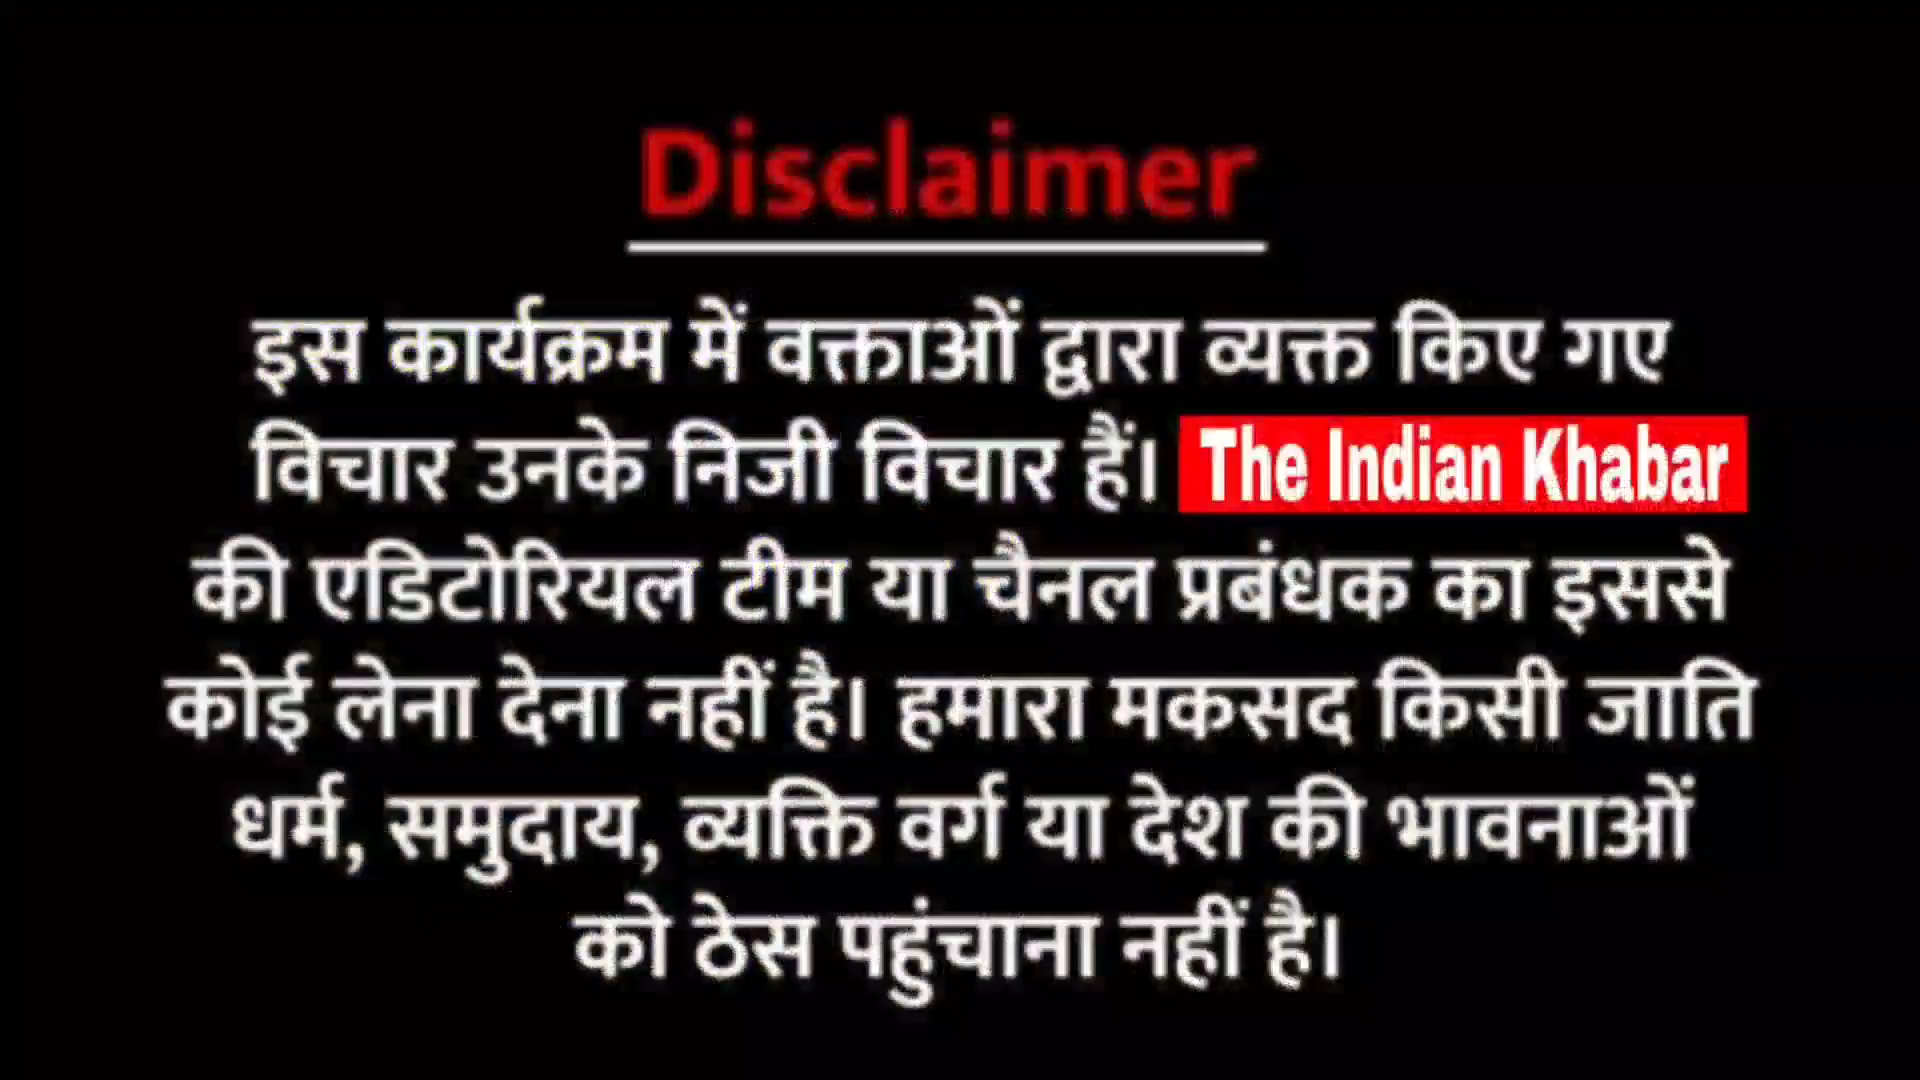 Disclaimer
इस कार्यक्रम में वक्ताओं द्वारा व्यक्त किए गए
विचार उनके निजी विचार हैं। The Indian Khabar
की एडिटोरियल टीम या चैनल प्रबंधक का इससे
कोई लेना देना नहीं है। हमारा मकसद किसी जाति
धर्म, समुदाय, व्यक्ति वर्ग या देश की भावनाओं
को ठेस पहुंचाना नहीं है।